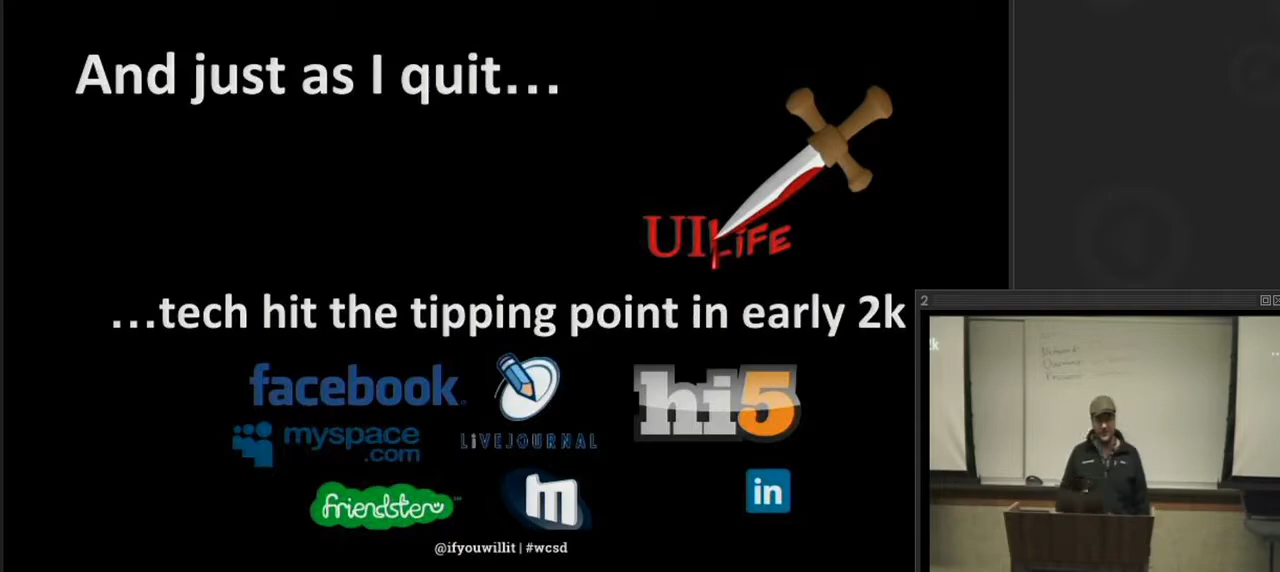 And just as I quit...
UI LiFE
...tech hit the tipping point in early 2k
facebook
LiVEJOURNAL
hi5
myspace
.com
friendster
m
in
@ifyouwillit | #wcsd
2